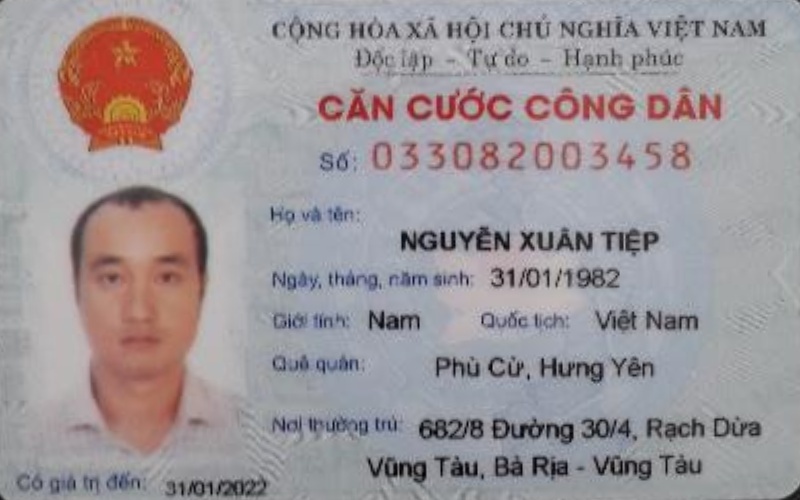 CỘNG HÒA XÃ HỘI CHỦ NGHĨA VIỆT NAM
Độc lập - Tự do - Hạnh phúc
CĂN CƯỚC CÔNG DÂN
Số: 033082003458
Họ và tên:
NGUYỄN XUÂN TIỆP
Ngày, tháng, năm sinh: 31/01/1982
Giới tính: Nam Quốc tịch: Việt Nam
Quê quán: Phù Cừ, Hưng Yên
Nơi thường trú: 682/8 Đường 30/4, Rạch Dừa
Vũng Tàu, Bà Rịa - Vũng Tàu
Có giá trị đến: 31/01/2022